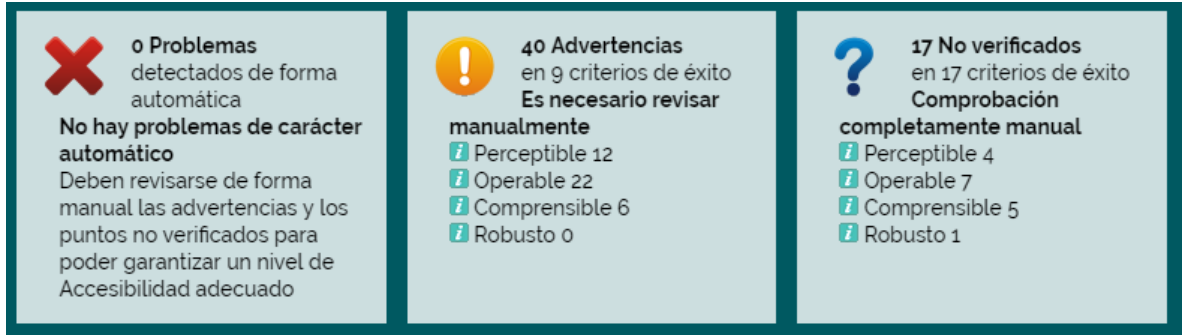 0 Problemas
detectados de forma
automática
No hay problemas de carácter
automático
Deben revisarse de forma
manual las advertencias y los
puntos no verificados para
poder garantizar un nivel de
Accesibilidad adecuado
40 Advertencias
en 9 criterios de éxito
Es necesario revisar
manualmente
i Perceptible 12
i Operable 22
i Comprensible 6
i Robusto 0
17 No verificados
en 17 criterios de éxito
Comprobación
completamente manual
i Perceptible 4
i Operable 7
i Comprensible 5
i Robusto 1